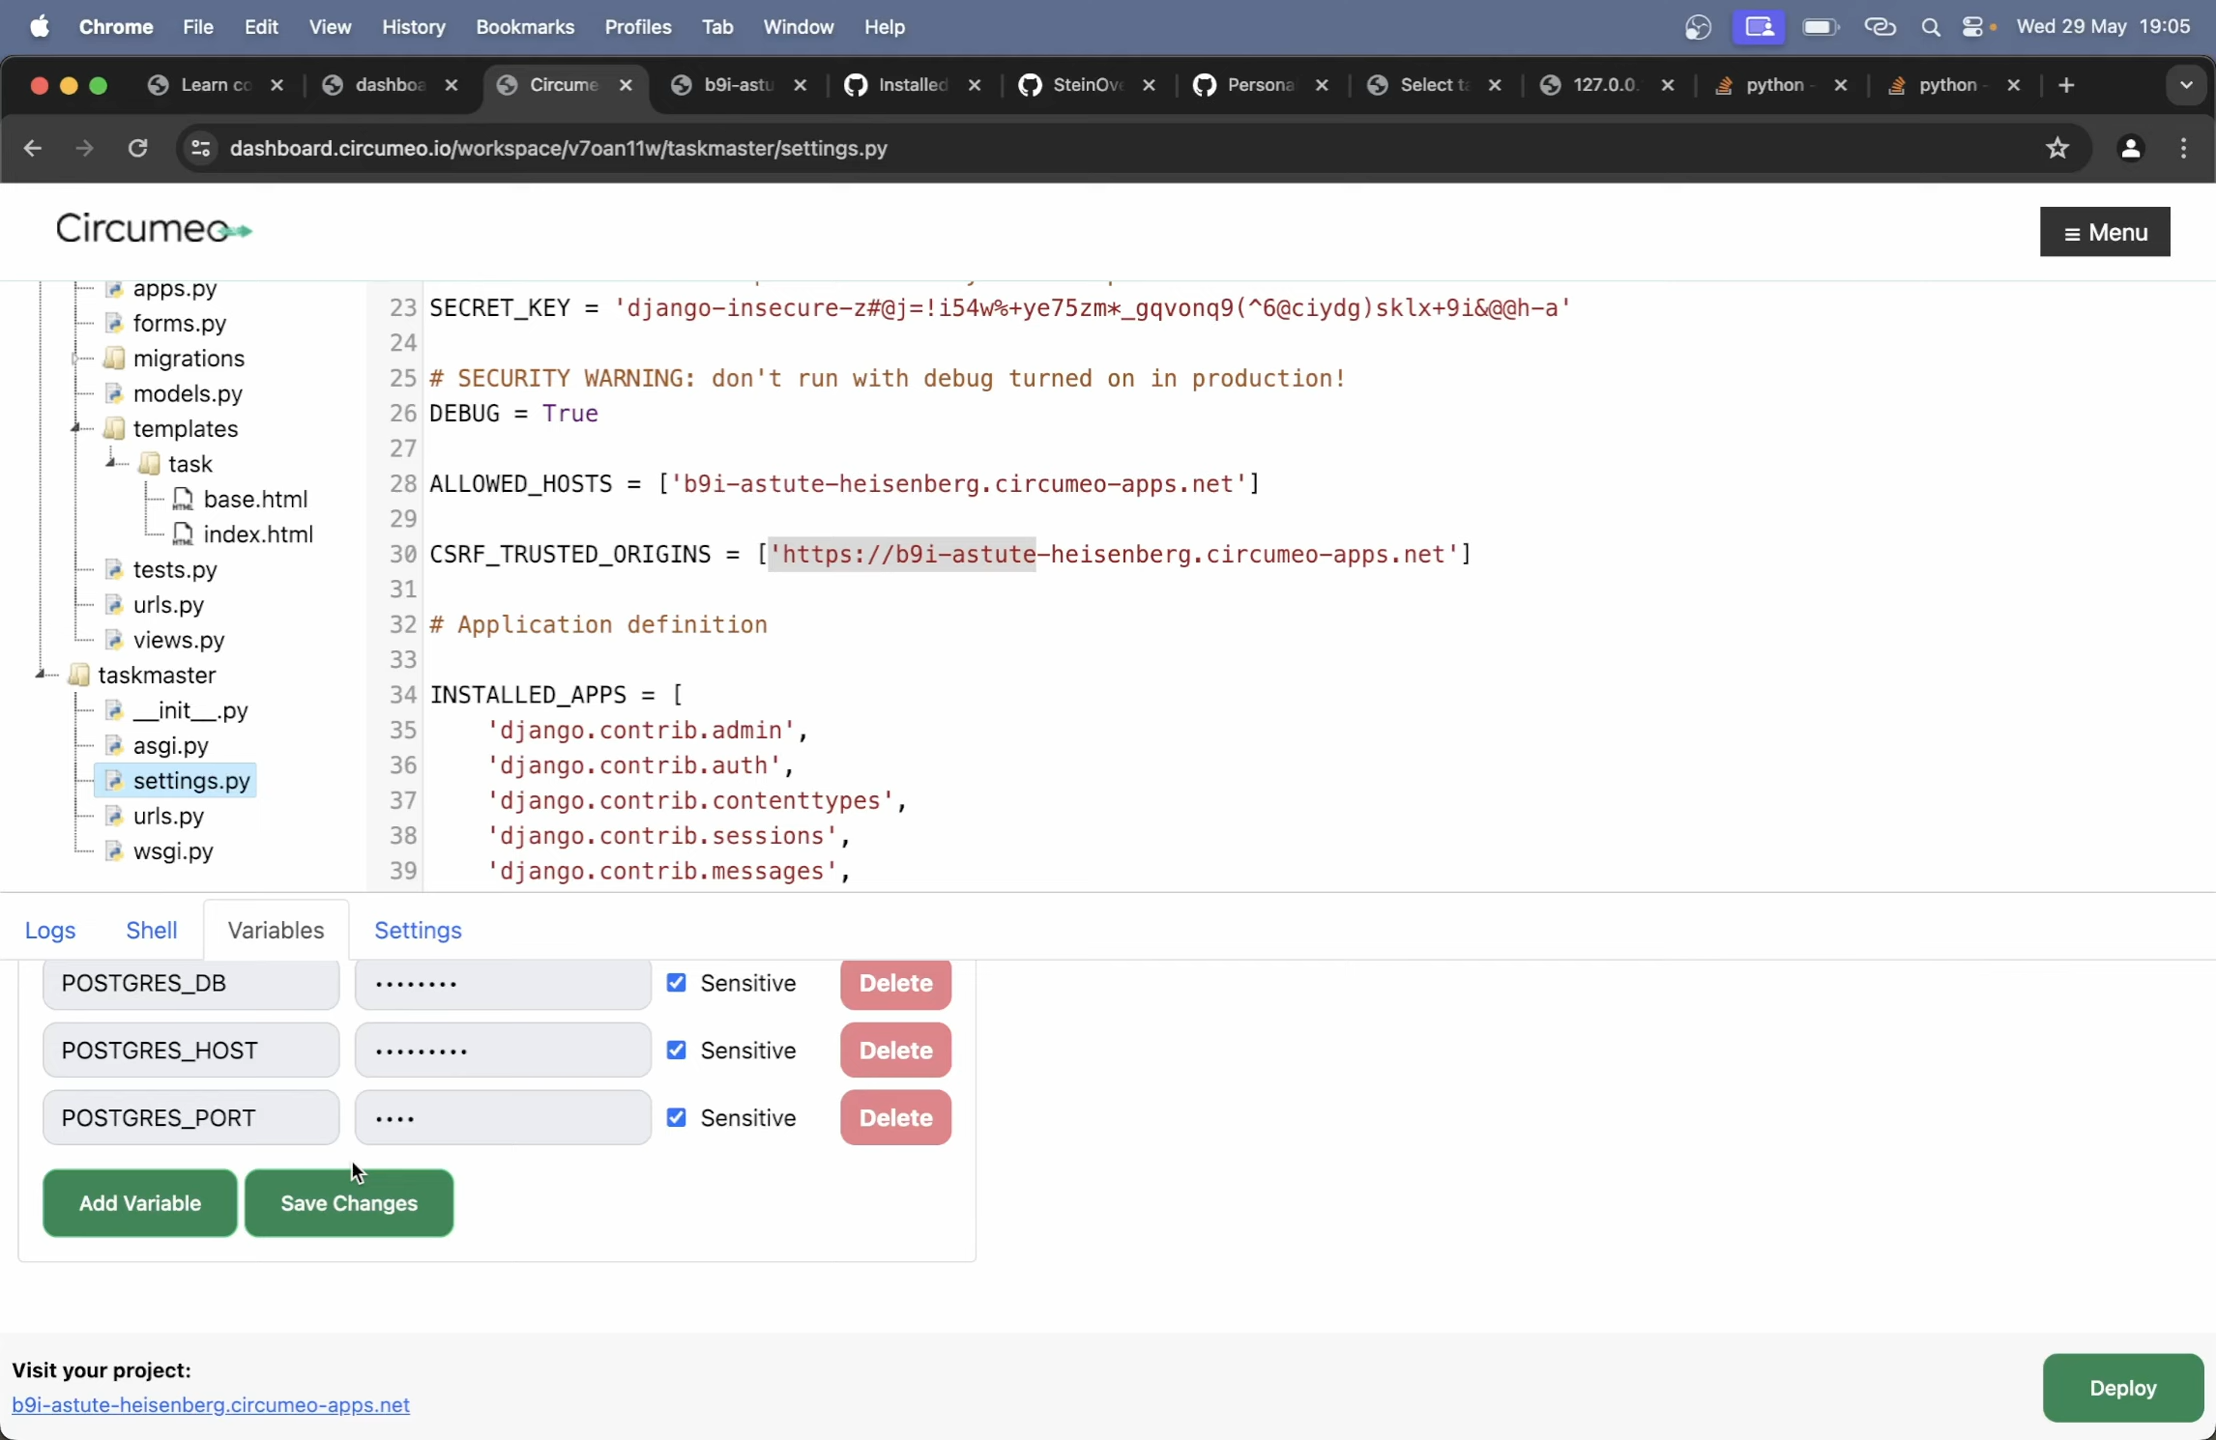 Chrome File Edit View History Bookmarks Profiles Tab Window Help Wed 29 May 19:05
Learn co dashboa Circume b9i-astu Installed SteinOve Persona Select ta 127.0.0. python - python -
dashboard.circumeo.io/workspace/v7oan11w/taskmaster/settings.py
Circumeo
≡ Menu
apps.py
forms.py
migrations
models.py
templates
task
base.html
index.html
tests.py
urls.py
views.py
taskmaster
__init__.py
asgi.py
settings.py
urls.py
wsgi.py
23 SECRET_KEY = 'django-insecure-z#@j=!i54w%+ye75zm*_gqvonq9(^6@ciydg)sklx+9i&@@h-a'
24
25 # SECURITY WARNING: don't run with debug turned on in production!
26 DEBUG = True
27
28 ALLOWED_HOSTS = ['b9i-astute-heisenberg.circumeo-apps.net']
29
30 CSRF_TRUSTED_ORIGINS = ['https://b9i-astute-heisenberg.circumeo-apps.net']
31
32 # Application definition
33
34 INSTALLED_APPS = [
35 'django.contrib.admin',
36 'django.contrib.auth',
37 'django.contrib.contenttypes',
38 'django.contrib.sessions',
39 'django.contrib.messages',
Logs Shell Variables Settings
POSTGRES_DB •••••••• Sensitive Delete
POSTGRES_HOST ••••••••• Sensitive Delete
POSTGRES_PORT •••• Sensitive Delete
Add Variable Save Changes
Visit your project:
b9i-astute-heisenberg.circumeo-apps.net
Deploy